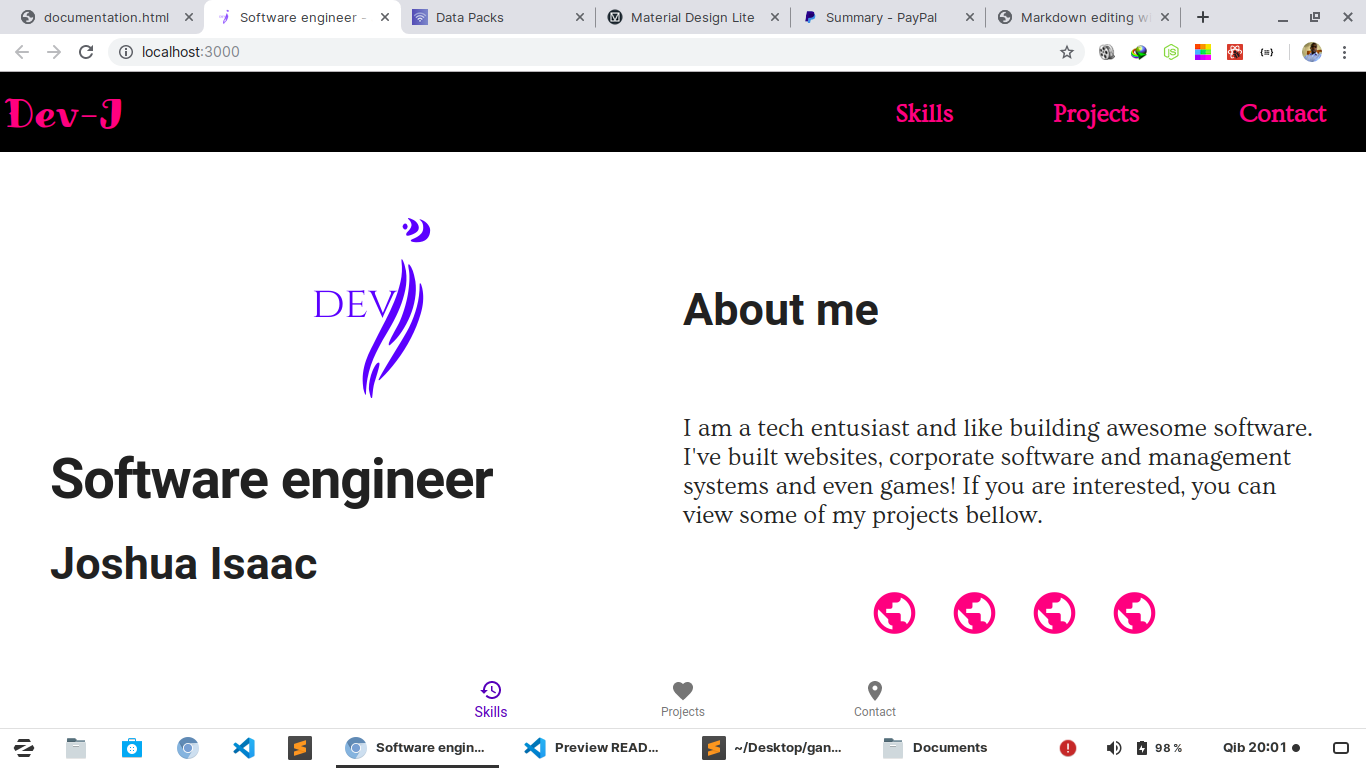 documentation.html
Software engineer -
Data Packs
Material Design Lite
Summary - PayPal
Markdown editing wi
localhost:3000
Dev-J
Skills
Projects
Contact
DEV
About me
I am a tech entusiast and like building awesome software.
I've built websites, corporate software and management
systems and even games! If you are interested, you can
view some of my projects bellow.
Software engineer
Joshua Isaac
Skills
Projects
Contact
Software engin...
Preview READ...
~/Desktop/gan...
Documents
98 %
Qib 20:01